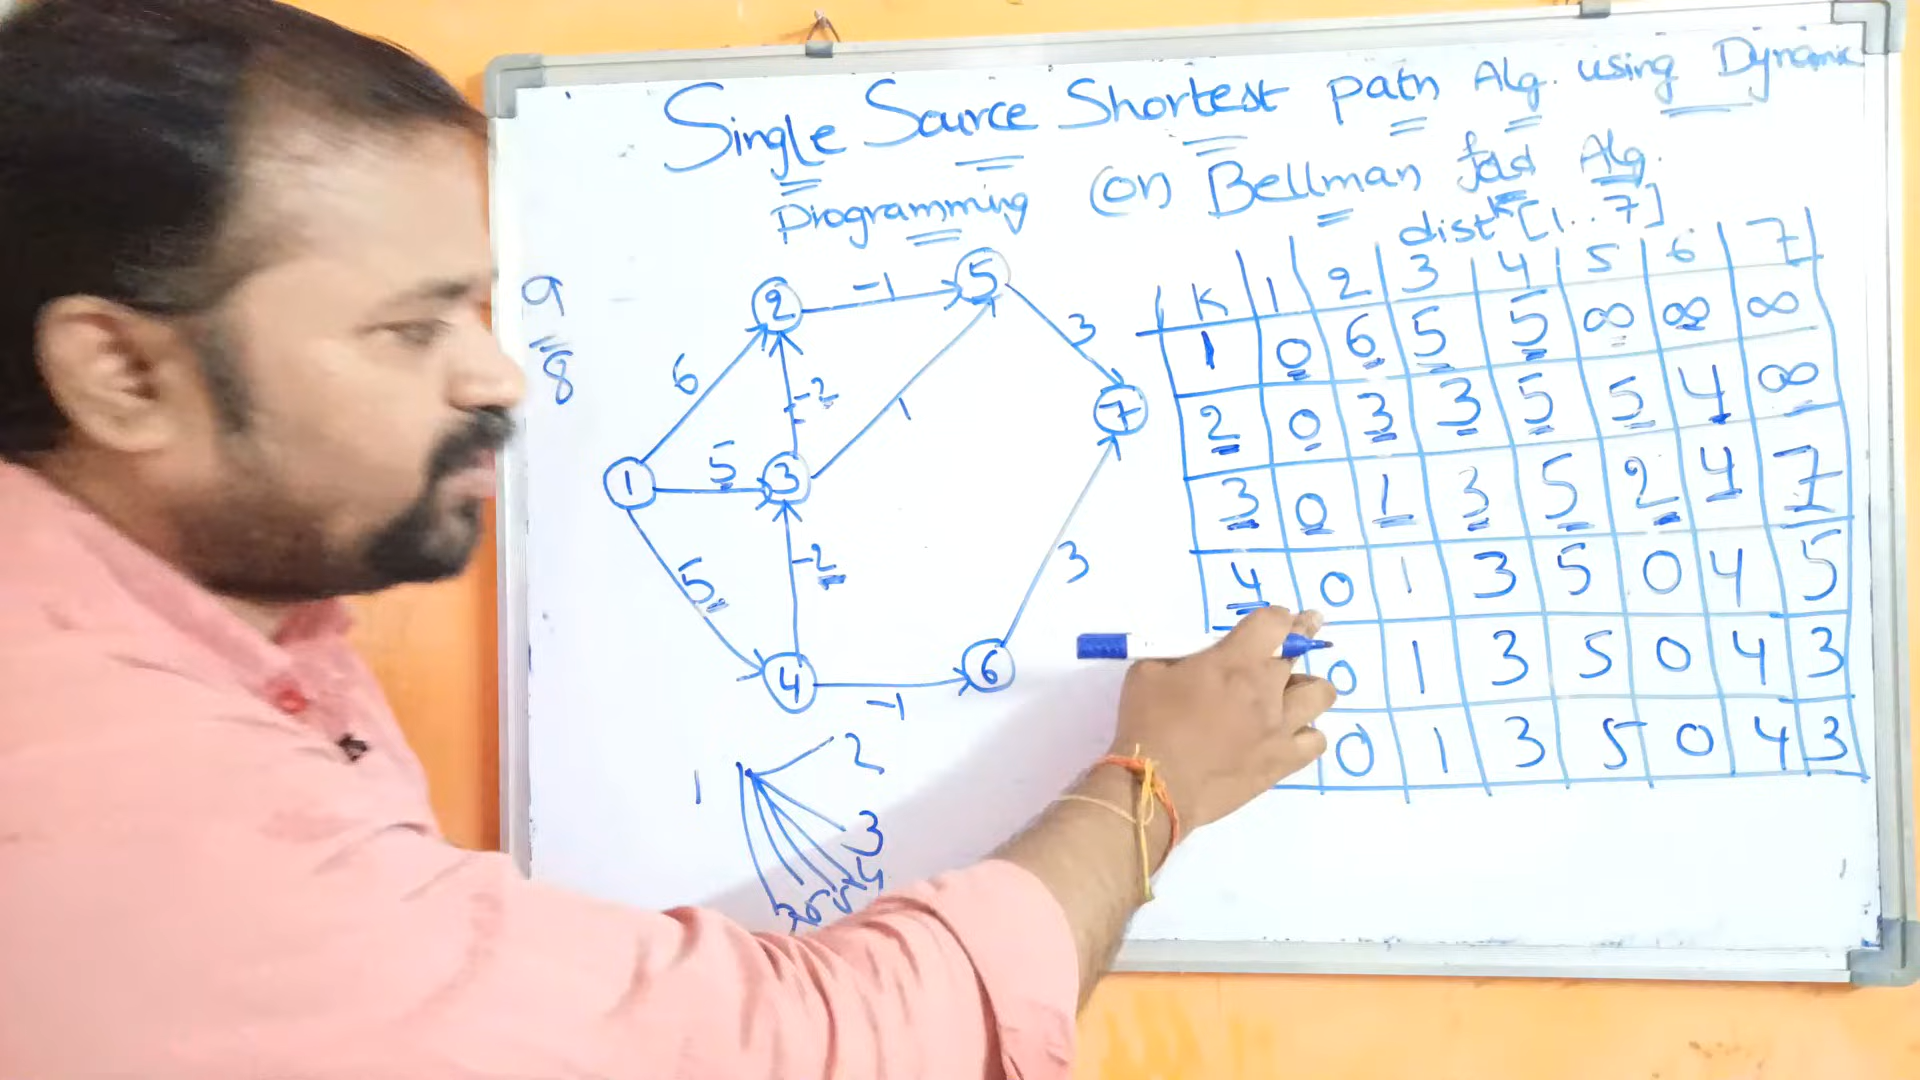 Single Source Shortest path Alg. using Dynamic
Programming (or) Bellman fod Alg.
dist^k [1..7]
9
8
1
2
3
4
5
6
7
6
5
5
-2
-2
-1
1
-1
3
3
1
2
3
K 1 2 3 4 5 6 7
1 0 6 5 5 ∞ ∞ ∞
2 0 3 3 5 5 4 ∞
3 0 1 3 5 2 4 7
4 0 1 3 5 0 4 5
0 1 3 5 0 4 3
0 1 3 5 0 4 3